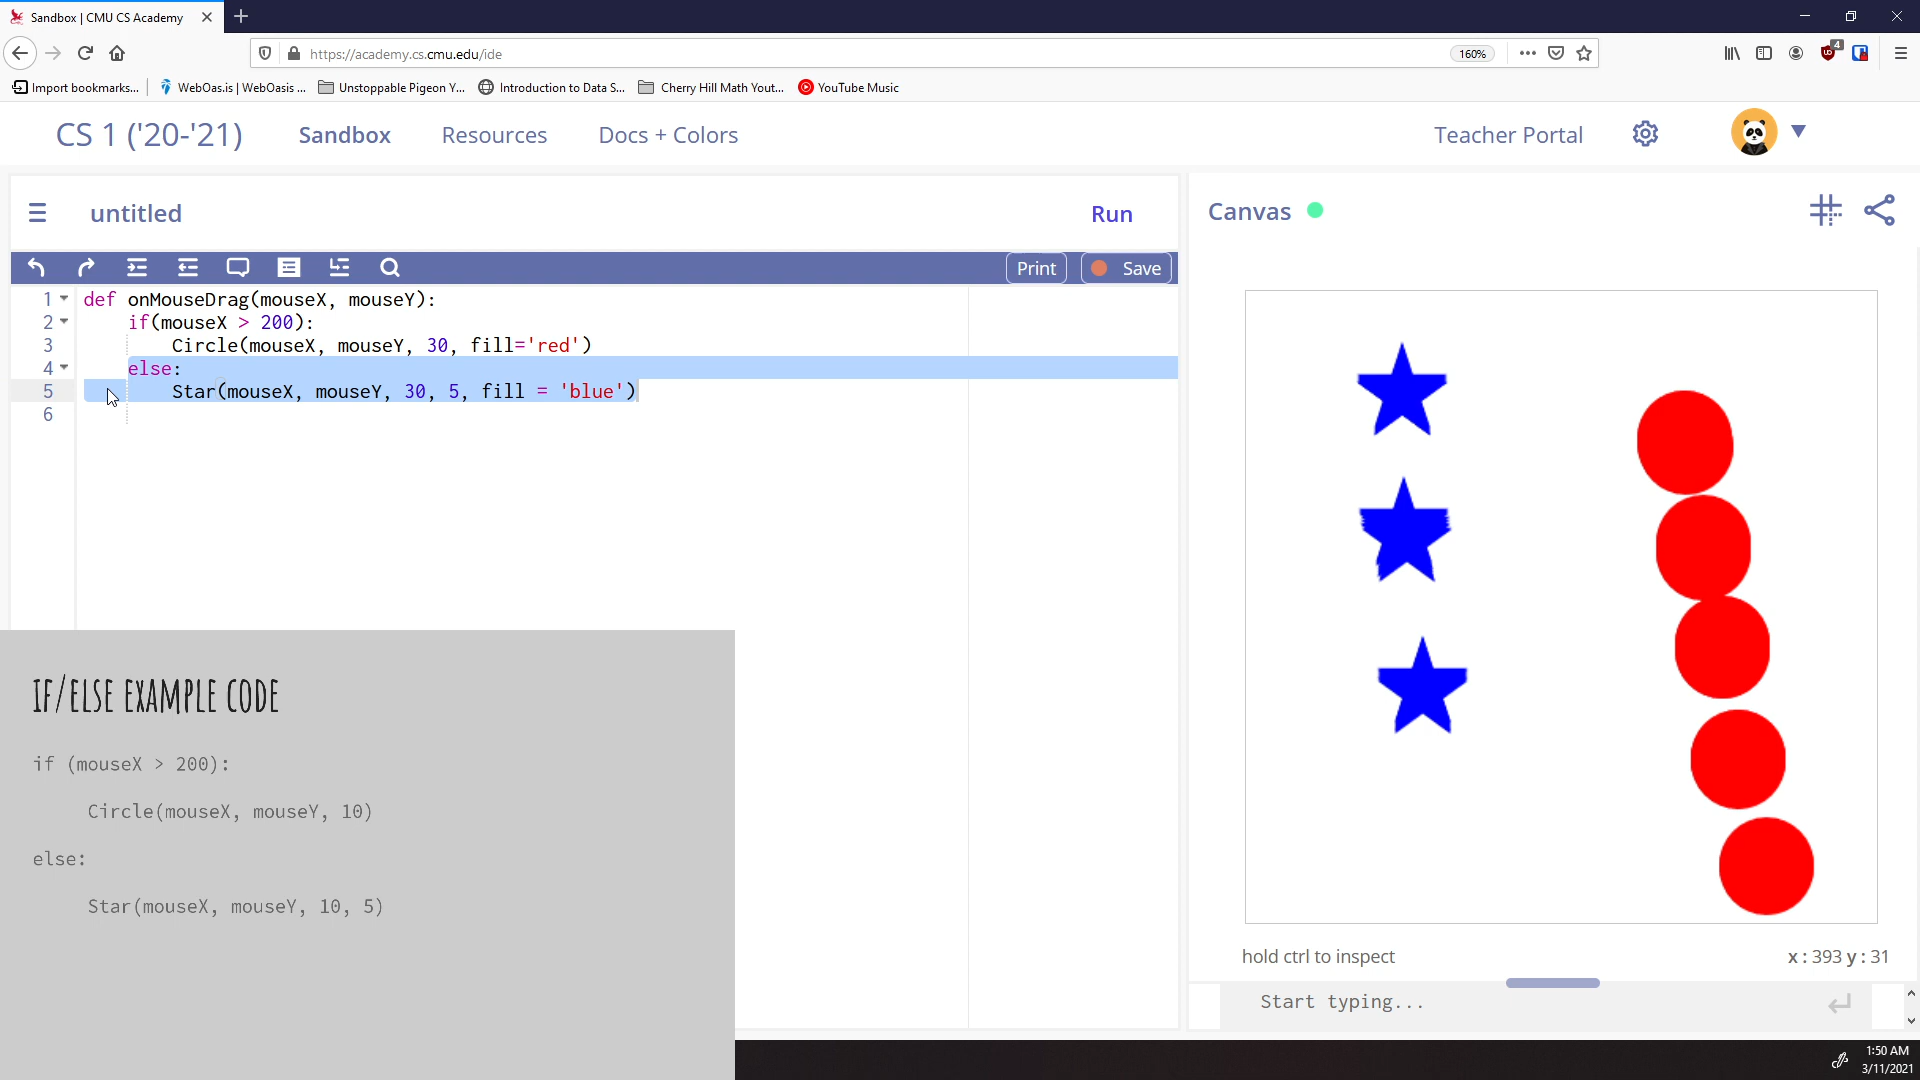 Sandbox | CMU CS Academy
https://academy.cs.cmu.edu/ide
160%
4
Import bookmarks...
WebOas.is | WebOasis ...
Unstoppable Pigeon Y...
Introduction to Data S...
Cherry Hill Math Yout...
YouTube Music
CS 1 ('20-'21)
Sandbox
Resources
Docs + Colors
Teacher Portal
untitled
Run
Canvas
Print
Save
1 def onMouseDrag(mouseX, mouseY):
2 if(mouseX > 200):
3 Circle(mouseX, mouseY, 30, fill='red')
4 else:
5 Star(mouseX, mouseY, 30, 5, fill = 'blue')
6
IF/ELSE EXAMPLE CODE
if (mouseX > 200):
Circle(mouseX, mouseY, 10)
else:
Star(mouseX, mouseY, 10, 5)
hold ctrl to inspect
x: 393 y: 31
Start typing...
1:50 AM
3/11/2021